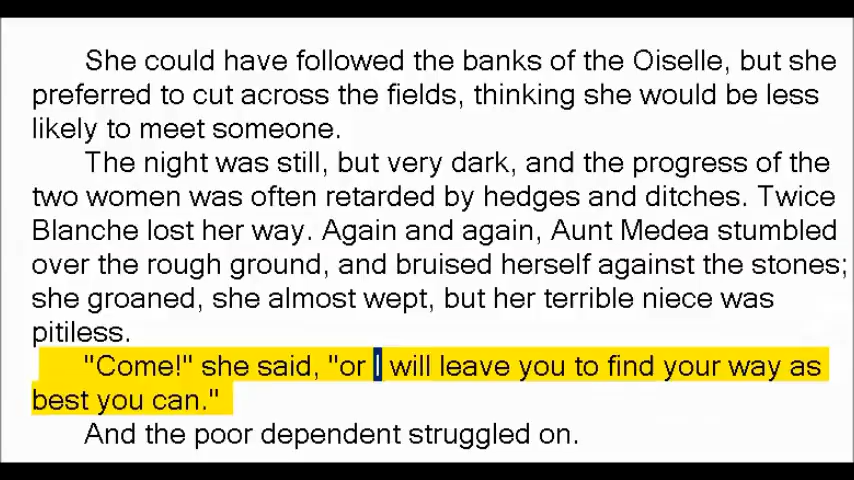 She could have followed the banks of the Oiselle, but she
preferred to cut across the fields, thinking she would be less
likely to meet someone.
The night was still, but very dark, and the progress of the
two women was often retarded by hedges and ditches. Twice
Blanche lost her way. Again and again, Aunt Medea stumbled
over the rough ground, and bruised herself against the stones;
she groaned, she almost wept, but her terrible niece was
pitiless.
"Come!" she said, "or I will leave you to find your way as
best you can."
And the poor dependent struggled on.